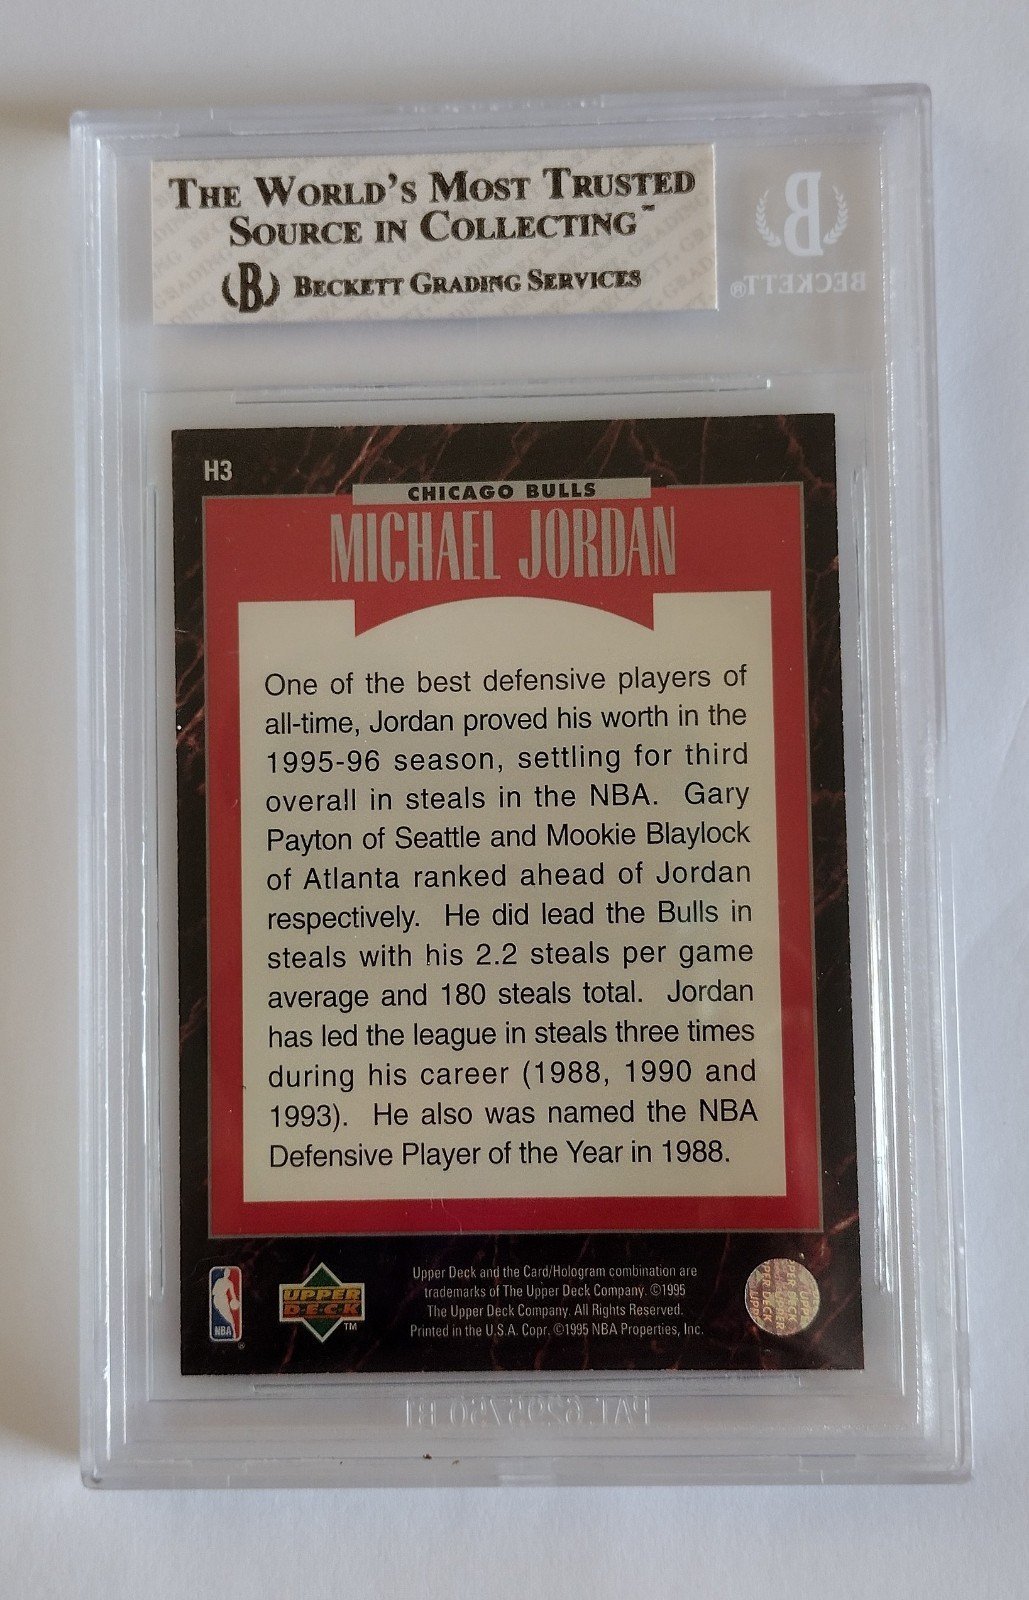 THE WORLD'S MOST TRUSTED
SOURCE IN COLLECTING™
B BECKETT GRADING SERVICES
B
BECKETT®
H3
CHICAGO BULLS
MICHAEL JORDAN
One of the best defensive players of
all-time, Jordan proved his worth in the
1995-96 season, settling for third
overall in steals in the NBA. Gary
Payton of Seattle and Mookie Blaylock
of Atlanta ranked ahead of Jordan
respectively. He did lead the Bulls in
steals with his 2.2 steals per game
average and 180 steals total. Jordan
has led the league in steals three times
during his career (1988, 1990 and
1993). He also was named the NBA
Defensive Player of the Year in 1988.
NBA
UPPER
DECK™
Upper Deck and the Card/Hologram combination are
trademarks of The Upper Deck Company. ©1995
The Upper Deck Company. All Rights Reserved.
Printed in the U.S.A. Copr. ©1995 NBA Properties, Inc.
UPPER DECK
PAT. 6295750 B1